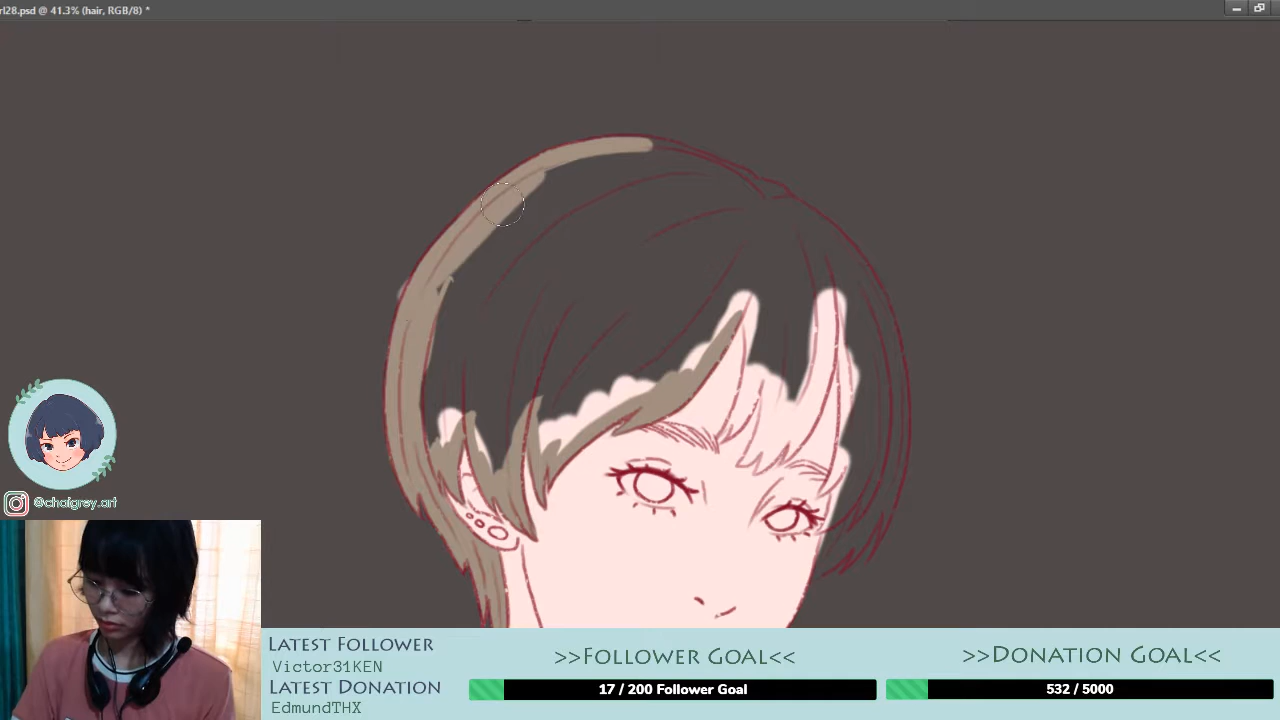 rl28.psd @ 41.3% (hair, RGB/8) *
@chaigrey.art
LATEST FOLLOWER
Victor31KEN
LATEST DONATION
EdmundTHX
>>FOLLOWER GOAL<<
17 / 200 Follower Goal
>>DONATION GOAL<<
532 / 5000